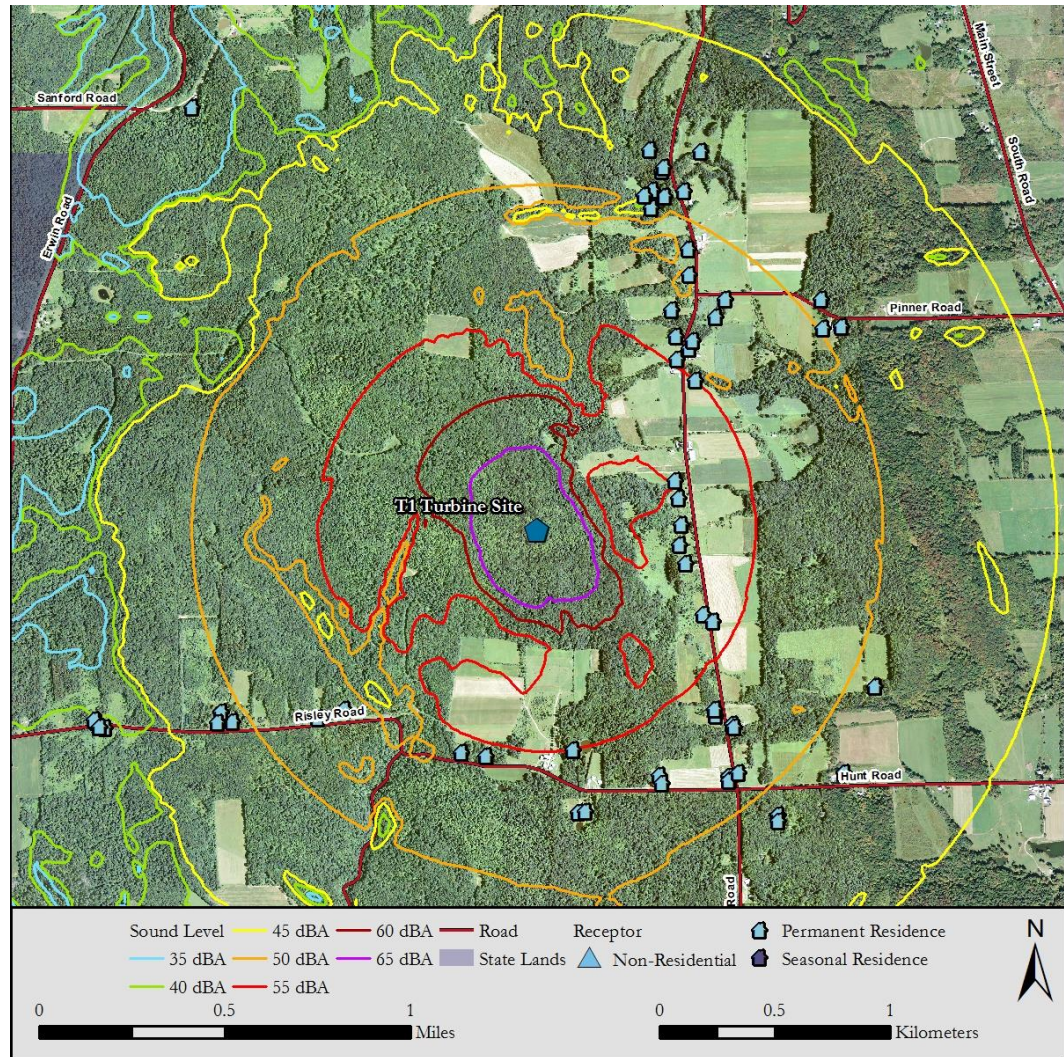 Main Street
Sanford Road
South Road
Erwin Road
Pinner Road
T1 Turbine Site
Risley Road
Hunt Road
Road
Sound Level
45 dBA
60 dBA
Road
Receptor
Permanent Residence
N
35 dBA
50 dBA
65 dBA
State Lands
Non-Residential
Seasonal Residence
40 dBA
55 dBA
0
0.5
1
Miles
0
0.5
1
Kilometers